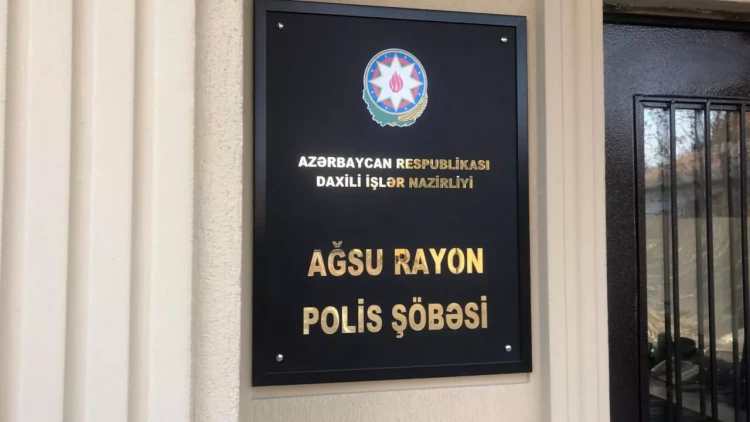 AZƏRBAYCAN RESPUBLİKASI
DAXİLİ İŞLƏR NAZİRLİYİ
AĞSU RAYON
POLİS ŞÖBƏSİ